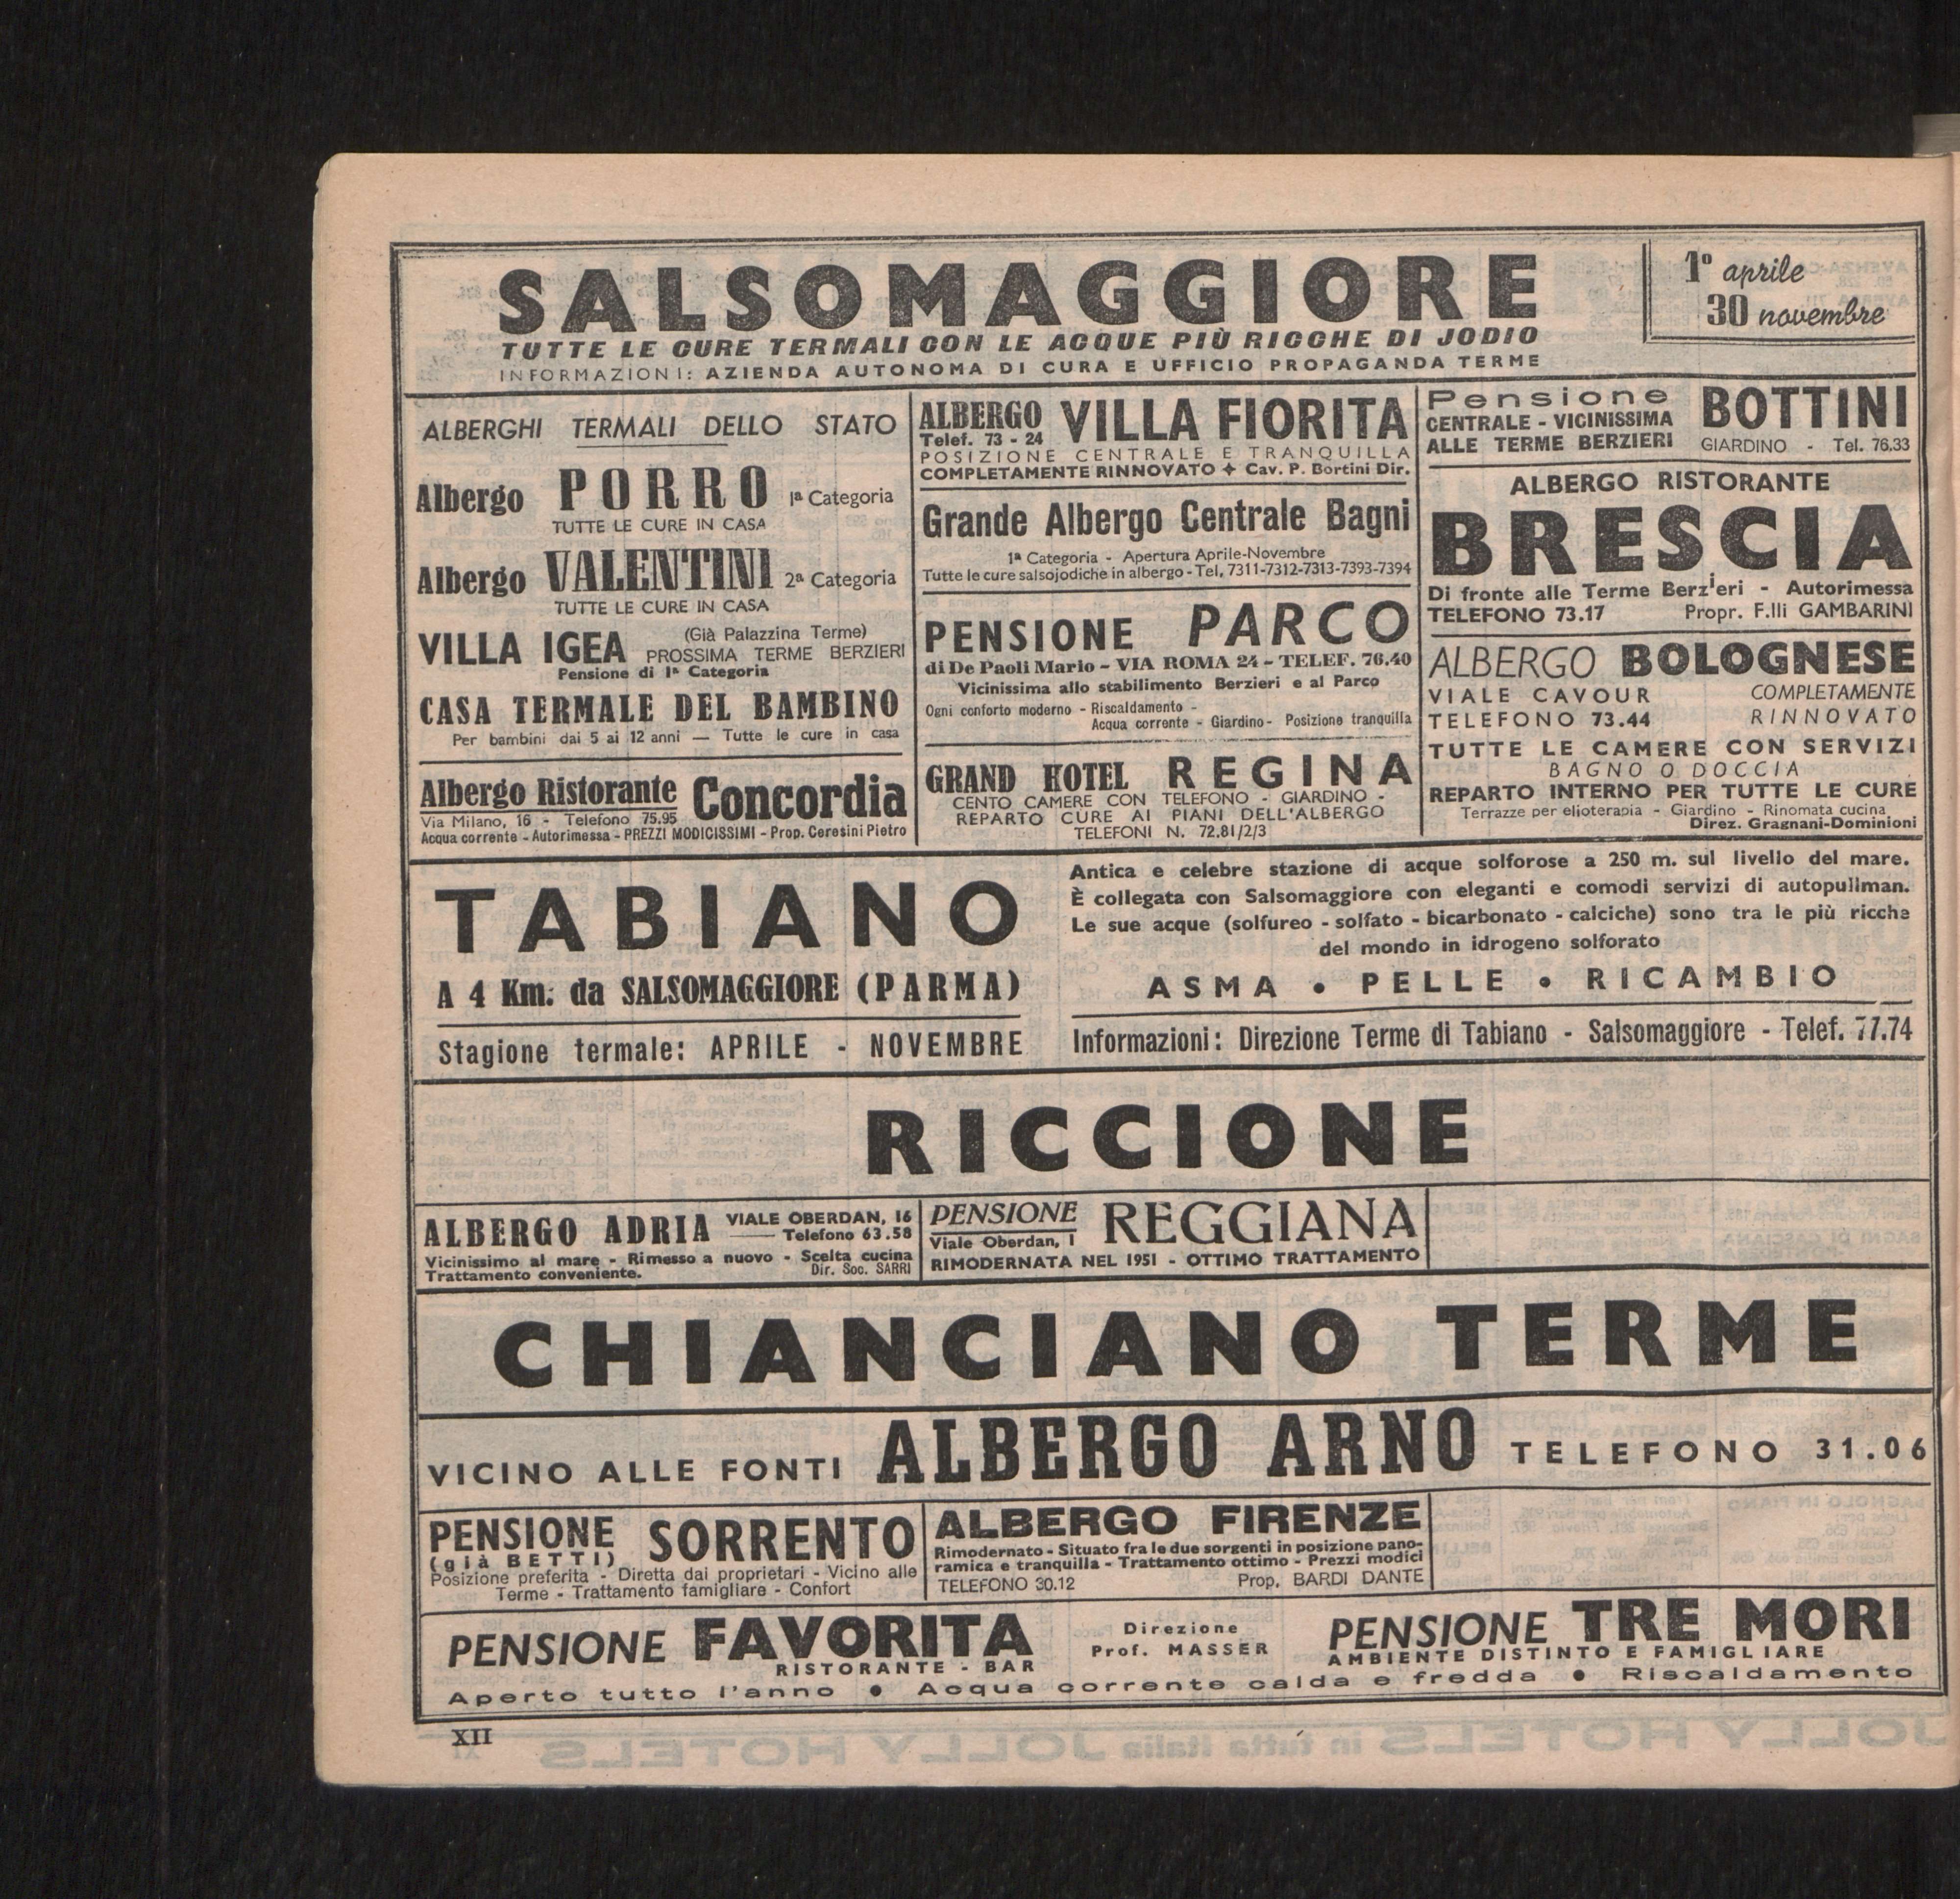 SALSOMAGGIORE
TUTTE LE CURE TERMALI CON LE ACQUE PIÙ RICCHE DI JODIO
INFORMAZIONI: AZIENDA AUTONOMA DI CURA E UFFICIO PROPAGANDA TERME
1º aprile
30 novembre
ALBERGHI TERMALI DELLO STATO
Albergo PORRO 1ª Categoria
TUTTE LE CURE IN CASA
Albergo VALENTINI 2ª Categoria
TUTTE LE CURE IN CASA
VILLA IGEA (Già Palazzina Terme)
PROSSIMA TERME BERZIERI
Pensione di 1ª Categoria
CASA TERMALE DEL BAMBINO
Per bambini dai 5 ai 12 anni — Tutte le cure in casa
Albergo Ristorante Concordia
Via Milano, 16 - Telefono 75.95
Acqua corrente - Autorimessa - PREZZI MODICISSIMI - Prop. Ceresini Pietro
ALBERGO VILLA FIORITA
Telef. 73 - 24
POSIZIONE CENTRALE E TRANQUILLA
COMPLETAMENTE RINNOVATO ✦ Cav. P. Bortini Dir.
Grande Albergo Centrale Bagni
1ª Categoria - Apertura Aprile-Novembre
Tutte le cure salsojodiche in albergo - Tel, 7311-7312-7313-7393-7394
PENSIONE PARCO
di De Paoli Mario - VIA ROMA 24 - TELEF. 76.40
Vicinissima allo stabilimento Berzieri e al Parco
Ogni conforto moderno - Riscaldamento -
Acqua corrente - Giardino - Posizione tranquilla
GRAND HOTEL REGINA
CENTO CAMERE CON TELEFONO - GIARDINO -
REPARTO CURE AI PIANI DELL'ALBERGO
TELEFONI N. 72.81/2/3
Pensione BOTTINI
CENTRALE - VICINISSIMA
ALLE TERME BERZIERI GIARDINO - Tel. 76.33
ALBERGO RISTORANTE
BRESCIA
Di fronte alle Terme Berzieri - Autorimessa
TELEFONO 73.17 Propr. F.lli GAMBARINI
ALBERGO BOLOGNESE
VIALE CAVOUR COMPLETAMENTE
TELEFONO 73.44 RINNOVATO
TUTTE LE CAMERE CON SERVIZI
BAGNO O DOCCIA
REPARTO INTERNO PER TUTTE LE CURE
Terrazze per elioterapia - Giardino - Rinomata cucina
Direz. Gragnani-Dominioni
TABIANO
A 4 Km. da SALSOMAGGIORE (PARMA)
Stagione termale: APRILE - NOVEMBRE
Antica e celebre stazione di acque solforose a 250 m. sul livello del mare.
È collegata con Salsomaggiore con eleganti e comodi servizi di autopullman.
Le sue acque (solfureo - solfato - bicarbonato - calciche) sono tra le più ricche
del mondo in idrogeno solforato
ASMA • PELLE • RICAMBIO
Informazioni: Direzione Terme di Tabiano - Salsomaggiore - Telef. 77.74
RICCIONE
ALBERGO ADRIA VIALE OBERDAN, 16
Telefono 63.58
Vicinissimo al mare - Rimesso a nuovo - Scelta cucina
Trattamento conveniente. Dir. Soc. SARRI
PENSIONE REGGIANA
Viale Oberdan, 1
RIMODERNATA NEL 1951 - OTTIMO TRATTAMENTO
CHIANCIANO TERME
VICINO ALLE FONTI ALBERGO ARNO TELEFONO 31.06
PENSIONE SORRENTO
(già BETTI)
Posizione preferita - Diretta dai proprietari - Vicino alle
Terme - Trattamento famigliare - Confort
ALBERGO FIRENZE
Rimodernato - Situato fra le due sorgenti in posizione pano-
ramica e tranquilla - Trattamento ottimo - Prezzi modici
TELEFONO 30.12 Prop. BARDI DANTE
PENSIONE FAVORITA
RISTORANTE - BAR
Direzione
Prof. MASSER
PENSIONE TRE MORI
AMBIENTE DISTINTO E FAMIGLIARE
Aperto tutto l'anno • Acqua corrente calda e fredda • Riscaldamento
XII